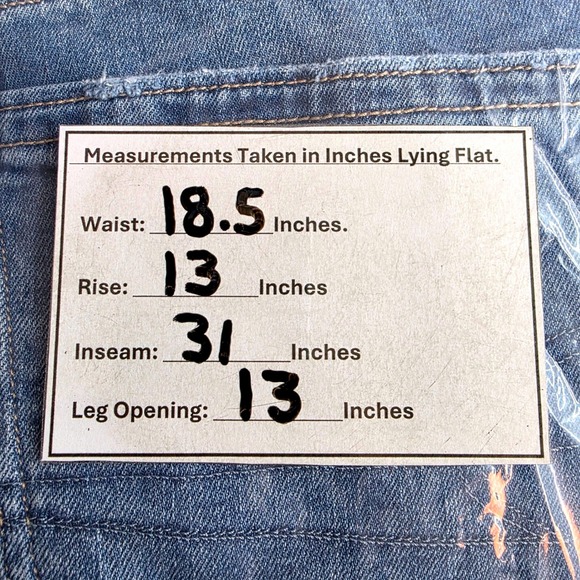 Measurements Taken in Inches Lying Flat.
Waist: 18.5 Inches.
Rise: 13 Inches
Inseam: 31 Inches
Leg Opening: 13 Inches